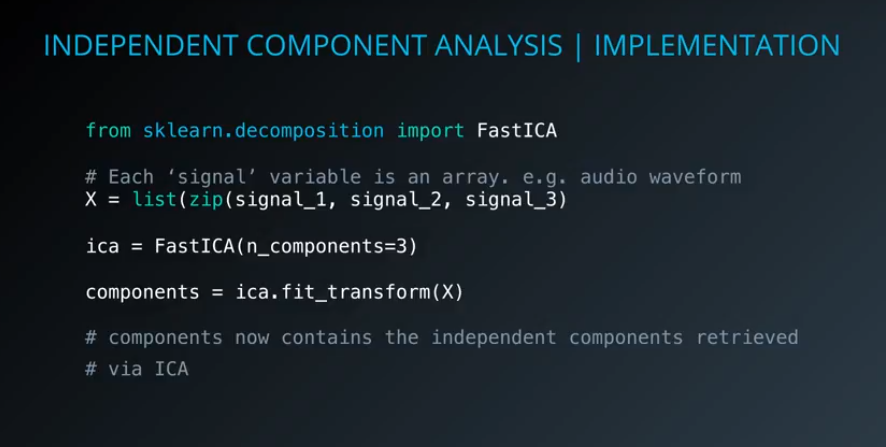 INDEPENDENT COMPONENT ANALYSIS | IMPLEMENTATION
from sklearn.decomposition import FastICA
# Each ‘signal’ variable is an array. e.g. audio waveform
X = list(zip(signal_1, signal_2, signal_3)
ica = FastICA(n_components=3)
components = ica.fit_transform(X)
# components now contains the independent components retrieved
# via ICA